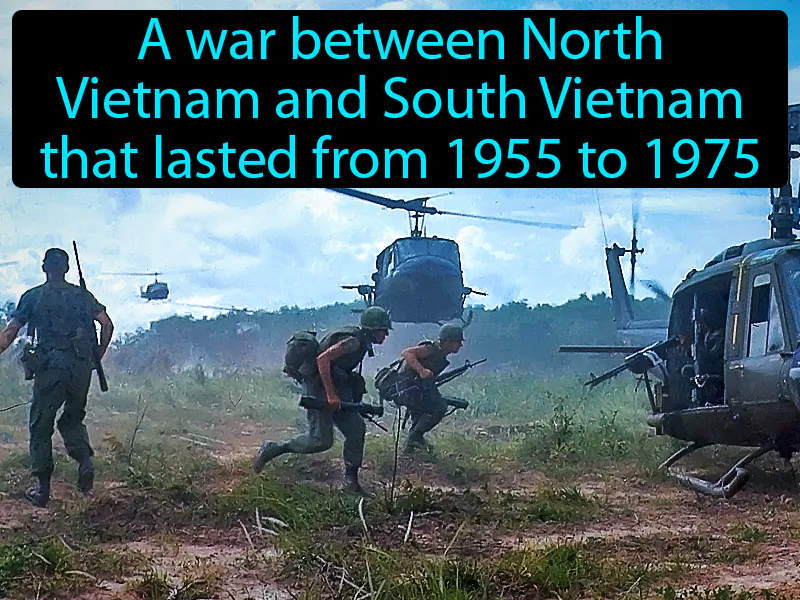 A war between North
Vietnam and South Vietnam
that lasted from 1955 to 1975